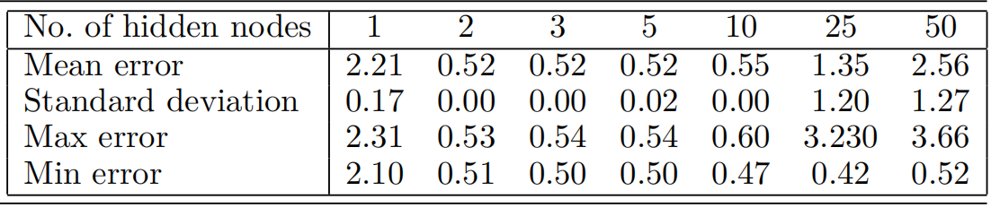 No. of hidden nodes 1 2 3 5 10 25 50
Mean error 2.21 0.52 0.52 0.52 0.55 1.35 2.56
Standard deviation 0.17 0.00 0.00 0.02 0.00 1.20 1.27
Max error 2.31 0.53 0.54 0.54 0.60 3.230 3.66
Min error 2.10 0.51 0.50 0.50 0.47 0.42 0.52